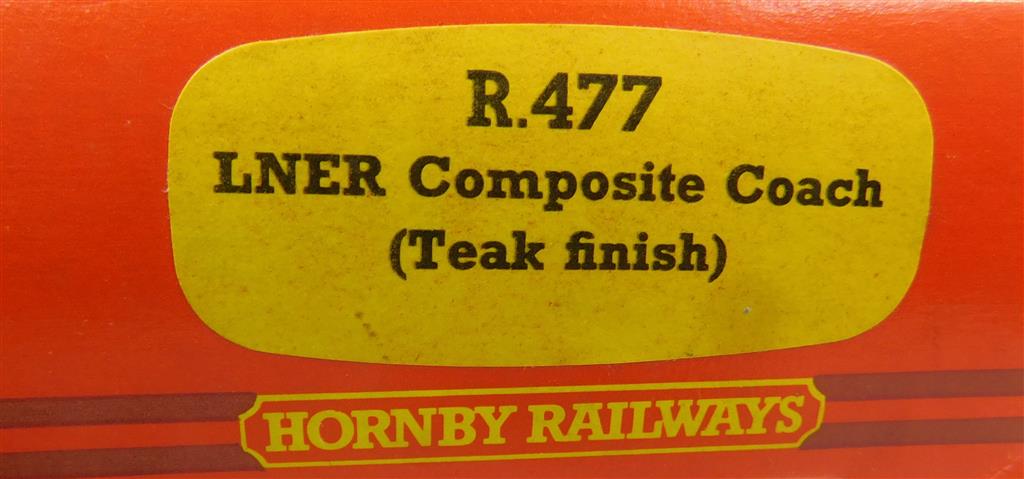 R.477
LNER Composite Coach
(Teak finish)
HORNBY RAILWAYS